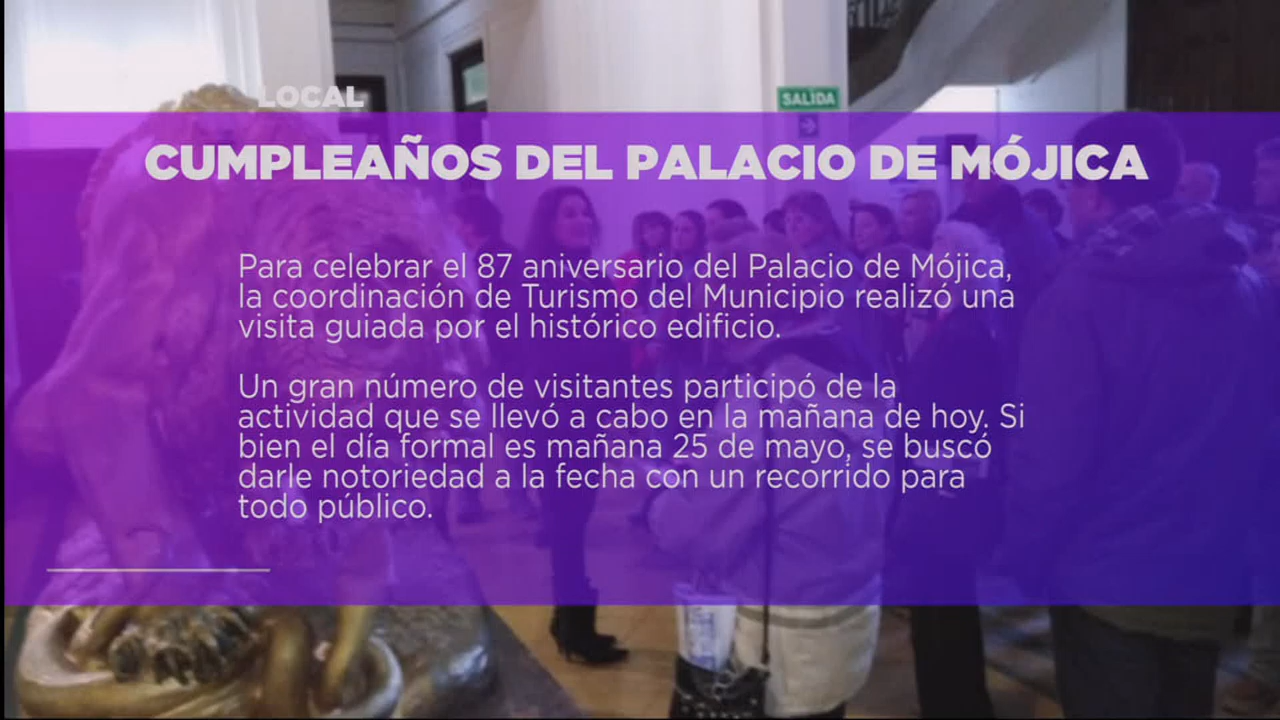 LOCAL
SALIDA
CUMPLEAÑOS DEL PALACIO DE MÓJICA
Para celebrar el 87 aniversario del Palacio de Mójica,
la coordinación de Turismo del Municipio realizó una
visita guiada por el histórico edificio.
Un gran número de visitantes participó de la
actividad que se llevó a cabo en la mañana de hoy. Si
bien el día formal es mañana 25 de mayo, se buscó
darle notoriedad a la fecha con un recorrido para
todo público.